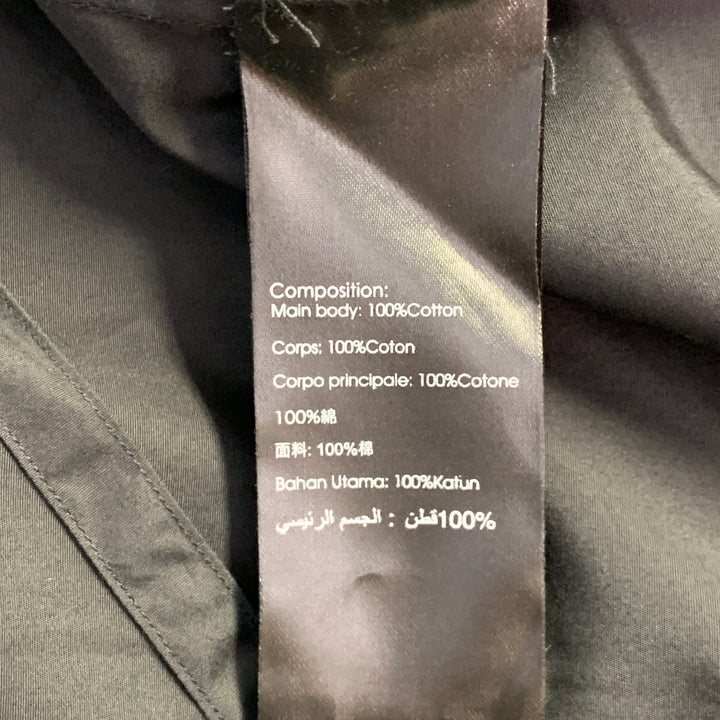 Composition:
Main body: 100%Cotton
Corps: 100%Coton
Corpo principale: 100%Cotone
100%綿
面料: 100%棉
Bahan Utama: 100%Katun
الجسم الرئيسي : قطن100%